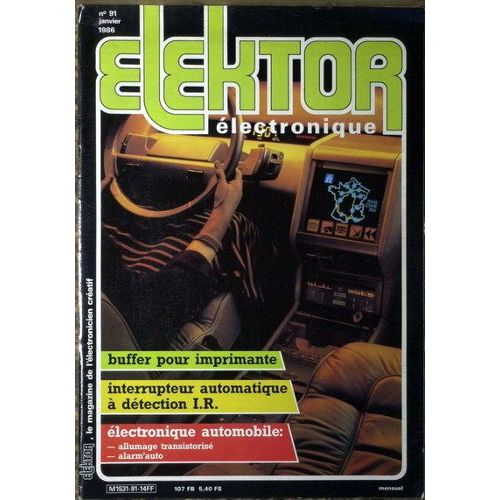 n° 91
janvier
1986
ELEKTOR
électronique
buffer pour imprimante
interrupteur automatique
à détection I.R.
électronique automobile:
— allumage transistorisé
— alarm'auto
ELEKTOR, le magazine de l'électronicien créatif
M1531-91-14FF
107 FB 5,40 FS
mensuel